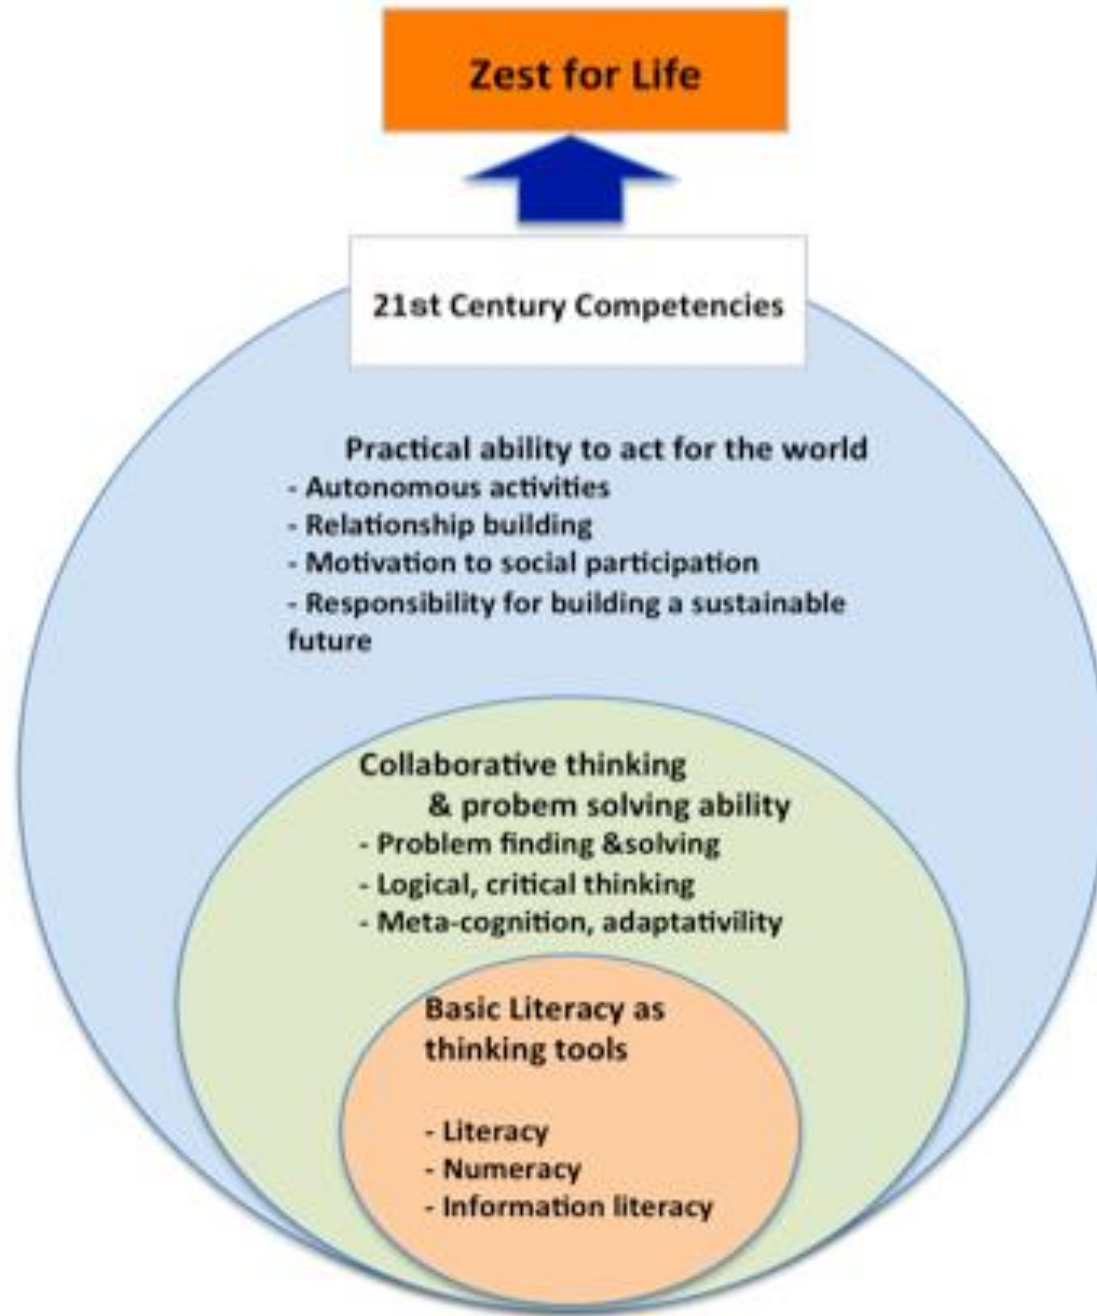 Zest for Life
21st Century Competencies
Practical ability to act for the world
- Autonomous activities
- Relationship building
- Motivation to social participation
- Responsibility for building a sustainable
future
Collaborative thinking
& probem solving ability
- Problem finding &solving
- Logical, critical thinking
- Meta-cognition, adaptativility
Basic Literacy as
thinking tools
- Literacy
- Numeracy
- Information literacy